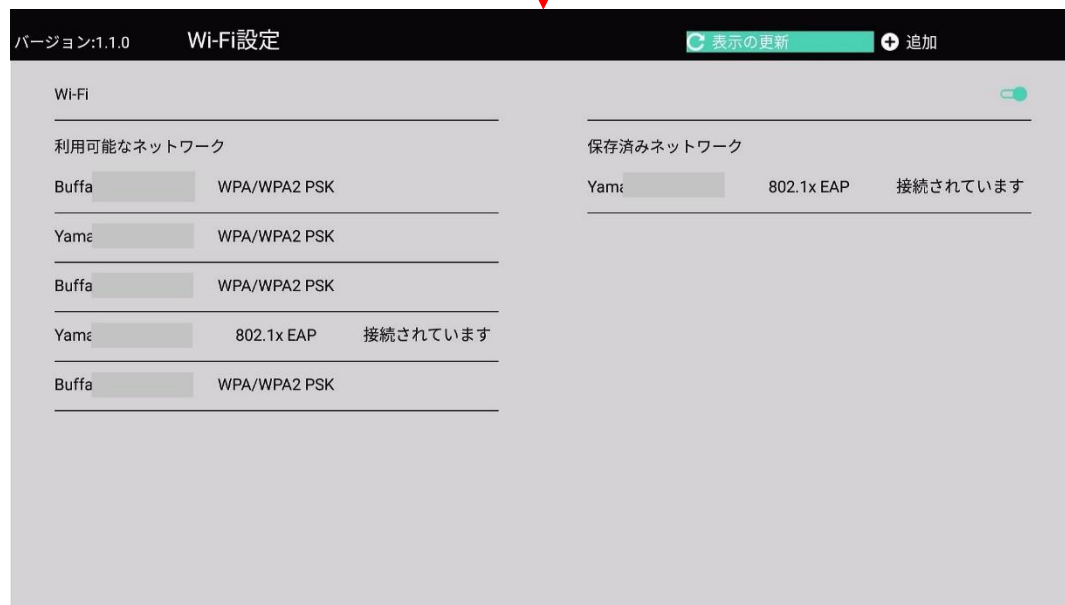 バージョン:1.1.0 Wi-Fi設定 表示の更新 追加
Wi-Fi
利用可能なネットワーク
Buffa WPA/WPA2 PSK
Yama WPA/WPA2 PSK
Buffa WPA/WPA2 PSK
Yama 802.1x EAP 接続されています
Buffa WPA/WPA2 PSK
保存済みネットワーク
Yama 802.1x EAP 接続されています